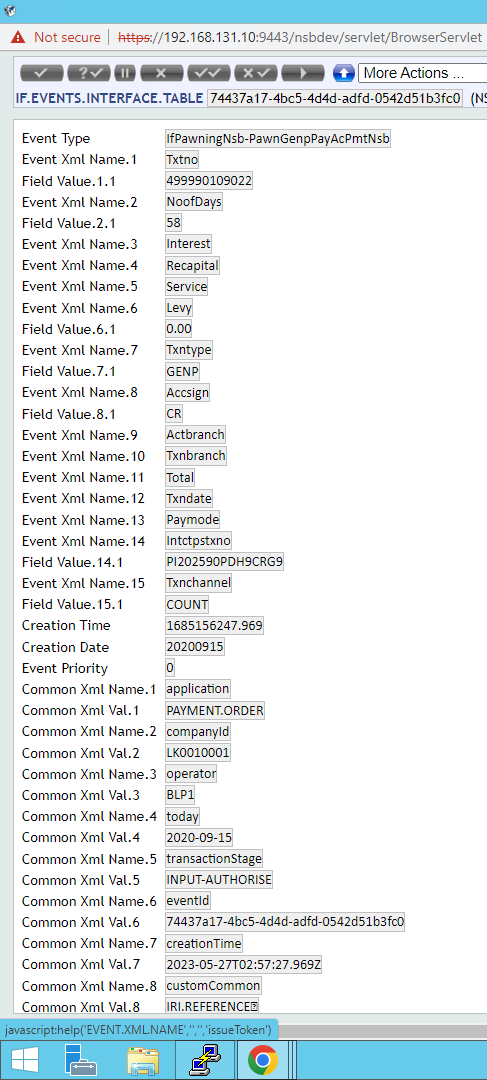 Not secure | https://192.168.131.10:9443/nsbdev/servlet/BrowserServlet
More Actions ...
IF.EVENTS.INTERFACE.TABLE 74437a17-4bc5-4d4d-adfd-0542d51b3fc0 (NS
Event Type IfPawningNsb-PawnGenpPayAcPmtNsb
Event Xml Name.1 Txtno
Field Value.1.1 499990109022
Event Xml Name.2 NoofDays
Field Value.2.1 58
Event Xml Name.3 Interest
Event Xml Name.4 Recapital
Event Xml Name.5 Service
Event Xml Name.6 Levy
Field Value.6.1 0.00
Event Xml Name.7 Txntype
Field Value.7.1 GENP
Event Xml Name.8 Accsign
Field Value.8.1 CR
Event Xml Name.9 Actbranch
Event Xml Name.10 Txnbranch
Event Xml Name.11 Total
Event Xml Name.12 Txndate
Event Xml Name.13 Paymode
Event Xml Name.14 Intctpstxno
Field Value.14.1 PI202590PDH9CRG9
Event Xml Name.15 Txnchannel
Field Value.15.1 COUNT
Creation Time 1685156247.969
Creation Date 20200915
Event Priority 0
Common Xml Name.1 application
Common Xml Val.1 PAYMENT.ORDER
Common Xml Name.2 companyId
Common Xml Val.2 LK0010001
Common Xml Name.3 operator
Common Xml Val.3 BLP1
Common Xml Name.4 today
Common Xml Val.4 2020-09-15
Common Xml Name.5 transactionStage
Common Xml Val.5 INPUT-AUTHORISE
Common Xml Name.6 eventId
Common Xml Val.6 74437a17-4bc5-4d4d-adfd-0542d51b3fc0
Common Xml Name.7 creationTime
Common Xml Val.7 2023-05-27T02:57:27.969Z
Common Xml Name.8 customCommon
Common Xml Val.8 IRI.REFERENCE
javascript:help('EVENT.XML.NAME','','','issueToken')